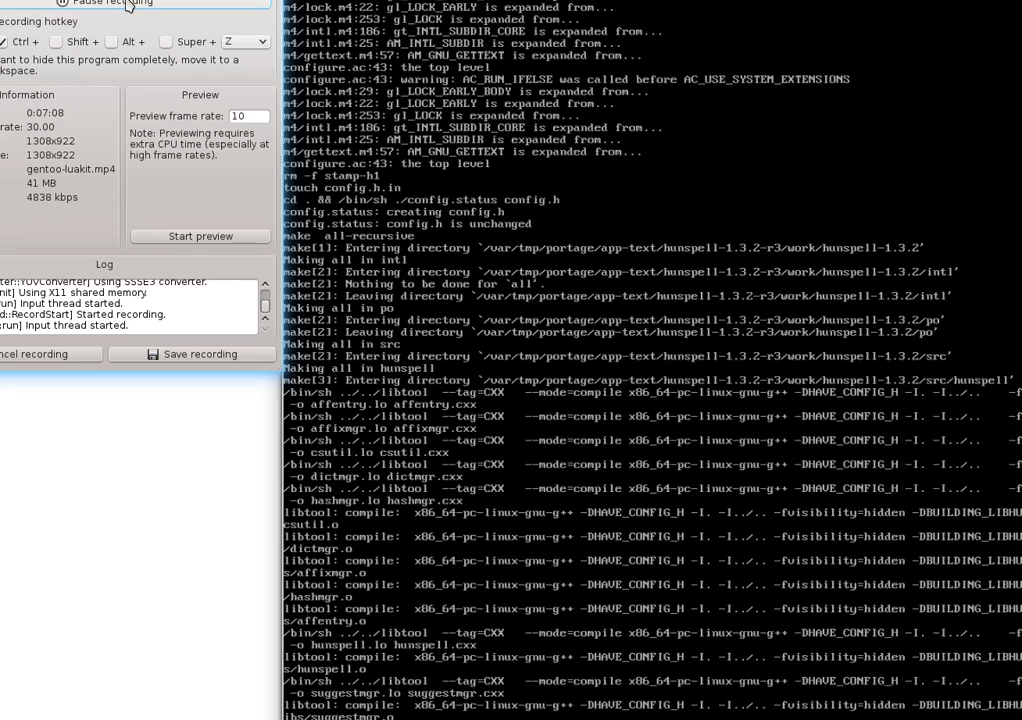 Pause recording
ecording hotkey
Ctrl +
Shift +
Alt +
Super +
Z
ant to hide this program completely, move it to a
kspace.
Information
0:07:08
rate: 30.00
1308x922
e: 1308x922
gentoo-luakit.mp4
41 MB
4838 kbps
Preview
Preview frame rate: 10
Note: Previewing requires
extra CPU time (especially at
high frame rates).
Start preview
Log
ter::YUVConverter] Using SSSE3 converter.
nit] Using X11 shared memory.
run] Input thread started.
d::RecordStart] Started recording.
:run] Input thread started.
ncel recording
Save recording
m4/lock.m4:22: gl_LOCK_EARLY is expanded from...
m4/lock.m4:253: gl_LOCK is expanded from...
m4/intl.m4:186: gt_INTL_SUBDIR_CORE is expanded from...
m4/intl.m4:25: AM_INTL_SUBDIR is expanded from...
m4/gettext.m4:57: AM_GNU_GETTEXT is expanded from...
configure.ac:43: the top level
configure.ac:43: warning: AC_RUN_IFELSE was called before AC_USE_SYSTEM_EXTENSIONS
m4/lock.m4:29: gl_LOCK_EARLY_BODY is expanded from...
m4/lock.m4:22: gl_LOCK_EARLY is expanded from...
m4/lock.m4:253: gl_LOCK is expanded from...
m4/intl.m4:186: gt_INTL_SUBDIR_CORE is expanded from...
m4/intl.m4:25: AM_INTL_SUBDIR is expanded from...
m4/gettext.m4:57: AM_GNU_GETTEXT is expanded from...
configure.ac:43: the top level
rm -f stamp-h1
touch config.h.in
cd . && /bin/sh ./config.status config.h
config.status: creating config.h
config.status: config.h is unchanged
make  all-recursive
make[1]: Entering directory `/var/tmp/portage/app-text/hunspell-1.3.2-r3/work/hunspell-1.3.2'
Making all in intl
make[2]: Entering directory `/var/tmp/portage/app-text/hunspell-1.3.2-r3/work/hunspell-1.3.2/intl'
make[2]: Nothing to be done for `all'.
make[2]: Leaving directory `/var/tmp/portage/app-text/hunspell-1.3.2-r3/work/hunspell-1.3.2/intl'
Making all in po
make[2]: Entering directory `/var/tmp/portage/app-text/hunspell-1.3.2-r3/work/hunspell-1.3.2/po'
make[2]: Leaving directory `/var/tmp/portage/app-text/hunspell-1.3.2-r3/work/hunspell-1.3.2/po'
Making all in src
make[2]: Entering directory `/var/tmp/portage/app-text/hunspell-1.3.2-r3/work/hunspell-1.3.2/src'
Making all in hunspell
make[3]: Entering directory `/var/tmp/portage/app-text/hunspell-1.3.2-r3/work/hunspell-1.3.2/src/hunspell'
/bin/sh ../../libtool  --tag=CXX   --mode=compile x86_64-pc-linux-gnu-g++ -DHAVE_CONFIG_H -I. -I../..    -f
-o affentry.lo affentry.cxx
/bin/sh ../../libtool  --tag=CXX   --mode=compile x86_64-pc-linux-gnu-g++ -DHAVE_CONFIG_H -I. -I../..    -f
-o affixmgr.lo affixmgr.cxx
/bin/sh ../../libtool  --tag=CXX   --mode=compile x86_64-pc-linux-gnu-g++ -DHAVE_CONFIG_H -I. -I../..    -f
-o csutil.lo csutil.cxx
/bin/sh ../../libtool  --tag=CXX   --mode=compile x86_64-pc-linux-gnu-g++ -DHAVE_CONFIG_H -I. -I../..    -f
-o dictmgr.lo dictmgr.cxx
/bin/sh ../../libtool  --tag=CXX   --mode=compile x86_64-pc-linux-gnu-g++ -DHAVE_CONFIG_H -I. -I../..    -f
-o hashmgr.lo hashmgr.cxx
libtool: compile:  x86_64-pc-linux-gnu-g++ -DHAVE_CONFIG_H -I. -I../.. -fvisibility=hidden -DBUILDING_LIBHU
csutil.o
libtool: compile:  x86_64-pc-linux-gnu-g++ -DHAVE_CONFIG_H -I. -I../.. -fvisibility=hidden -DBUILDING_LIBHU
/dictmgr.o
libtool: compile:  x86_64-pc-linux-gnu-g++ -DHAVE_CONFIG_H -I. -I../.. -fvisibility=hidden -DBUILDING_LIBHU
s/affixmgr.o
libtool: compile:  x86_64-pc-linux-gnu-g++ -DHAVE_CONFIG_H -I. -I../.. -fvisibility=hidden -DBUILDING_LIBHU
/hashmgr.o
libtool: compile:  x86_64-pc-linux-gnu-g++ -DHAVE_CONFIG_H -I. -I../.. -fvisibility=hidden -DBUILDING_LIBHU
s/affentry.o
/bin/sh ../../libtool  --tag=CXX   --mode=compile x86_64-pc-linux-gnu-g++ -DHAVE_CONFIG_H -I. -I../..    -f
-o hunspell.lo hunspell.cxx
libtool: compile:  x86_64-pc-linux-gnu-g++ -DHAVE_CONFIG_H -I. -I../.. -fvisibility=hidden -DBUILDING_LIBHU
s/hunspell.o
/bin/sh ../../libtool  --tag=CXX   --mode=compile x86_64-pc-linux-gnu-g++ -DHAVE_CONFIG_H -I. -I../..    -f
-o suggestmgr.lo suggestmgr.cxx
libtool: compile:  x86_64-pc-linux-gnu-g++ -DHAVE_CONFIG_H -I. -I../.. -fvisibility=hidden -DBUILDING_LIBHU
ibs/suggestmgr.o